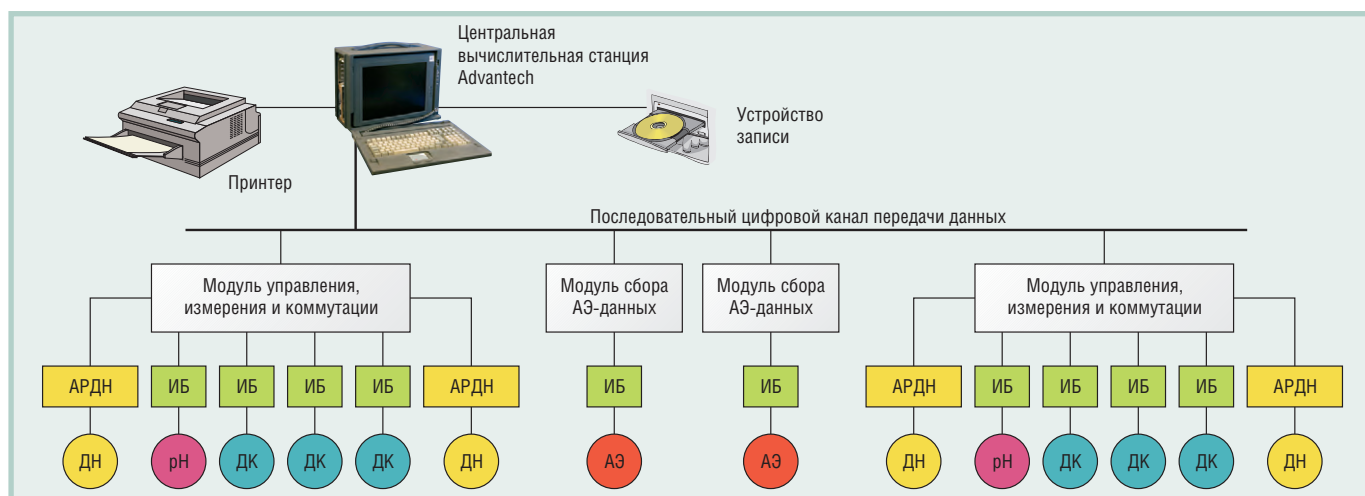 Центральная
вычислительная станция
Advantech
Устройство
записи
Принтер
Последовательный цифровой канал передачи данных
Модуль управления,
измерения и коммутации
Модуль сбора
АЭ-данных
Модуль сбора
АЭ-данных
Модуль управления,
измерения и коммутации
АРДН
ИБ
ИБ
ИБ
ИБ
АРДН
ИБ
ИБ
АРДН
ИБ
ИБ
ИБ
ИБ
АРДН
ДН
рН
ДК
ДК
ДК
ДН
АЭ
АЭ
ДН
рН
ДК
ДК
ДК
ДН